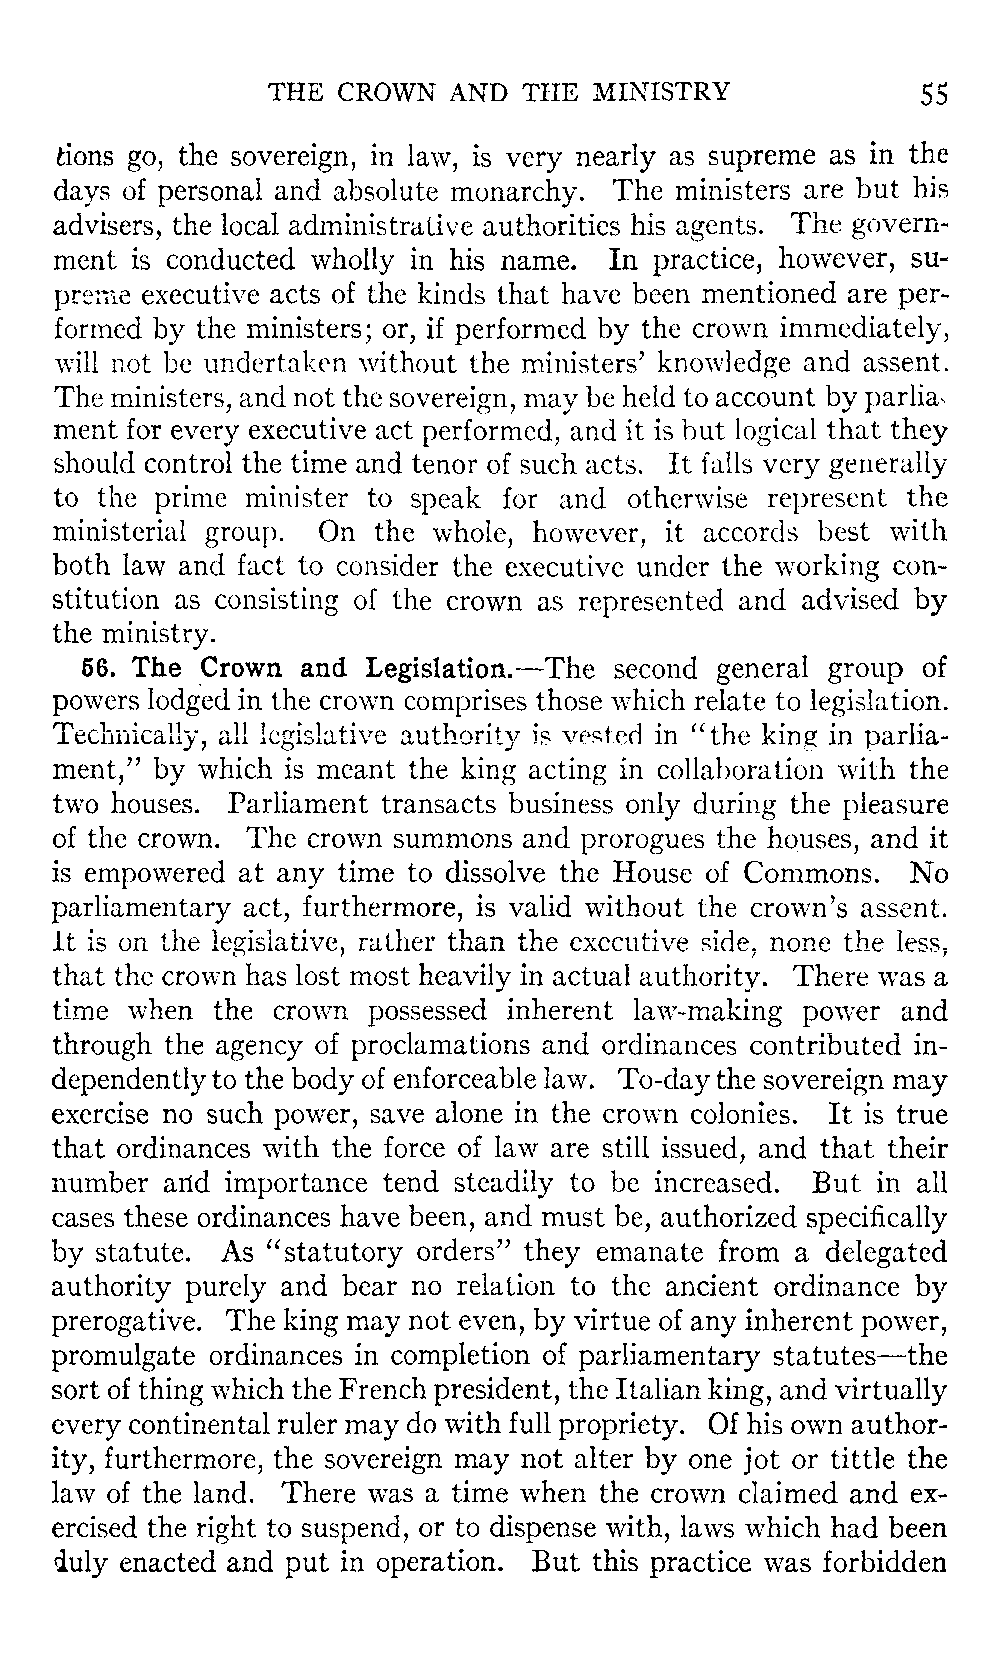 THE CROWN AND THE MINISTRY 55
tions go, the sovereign, in law, is very nearly as supreme as in the
days of personal and absolute monarchy. The ministers are but his
advisers, the local administrative authorities his agents. The govern-
ment is conducted wholly in his name. In practice, however, su-
preme executive acts of the kinds that have been mentioned are per-
formed by the ministers; or, if performed by the crown immediately,
will not be undertaken without the ministers' knowledge and assent.
The ministers, and not the sovereign, may be held to account by parlia-
ment for every executive act performed, and it is but logical that they
should control the time and tenor of such acts. It falls very generally
to the prime minister to speak for and otherwise represent the
ministerial group. On the whole, however, it accords best with
both law and fact to consider the executive under the working con-
stitution as consisting of the crown as represented and advised by
the ministry.
56. The Crown and Legislation.—The second general group of
powers lodged in the crown comprises those which relate to legislation.
Technically, all legislative authority is vested in "the king in parlia-
ment," by which is meant the king acting in collaboration with the
two houses. Parliament transacts business only during the pleasure
of the crown. The crown summons and prorogues the houses, and it
is empowered at any time to dissolve the House of Commons. No
parliamentary act, furthermore, is valid without the crown's assent.
It is on the legislative, rather than the executive side, none the less,
that the crown has lost most heavily in actual authority. There was a
time when the crown possessed inherent law-making power and
through the agency of proclamations and ordinances contributed in-
dependently to the body of enforceable law. To-day the sovereign may
exercise no such power, save alone in the crown colonies. It is true
that ordinances with the force of law are still issued, and that their
number and importance tend steadily to be increased. But in all
cases these ordinances have been, and must be, authorized specifically
by statute. As "statutory orders" they emanate from a delegated
authority purely and bear no relation to the ancient ordinance by
prerogative. The king may not even, by virtue of any inherent power,
promulgate ordinances in completion of parliamentary statutes—the
sort of thing which the French president, the Italian king, and virtually
every continental ruler may do with full propriety. Of his own author-
ity, furthermore, the sovereign may not alter by one jot or tittle the
law of the land. There was a time when the crown claimed and ex-
ercised the right to suspend, or to dispense with, laws which had been
duly enacted and put in operation. But this practice was forbidden